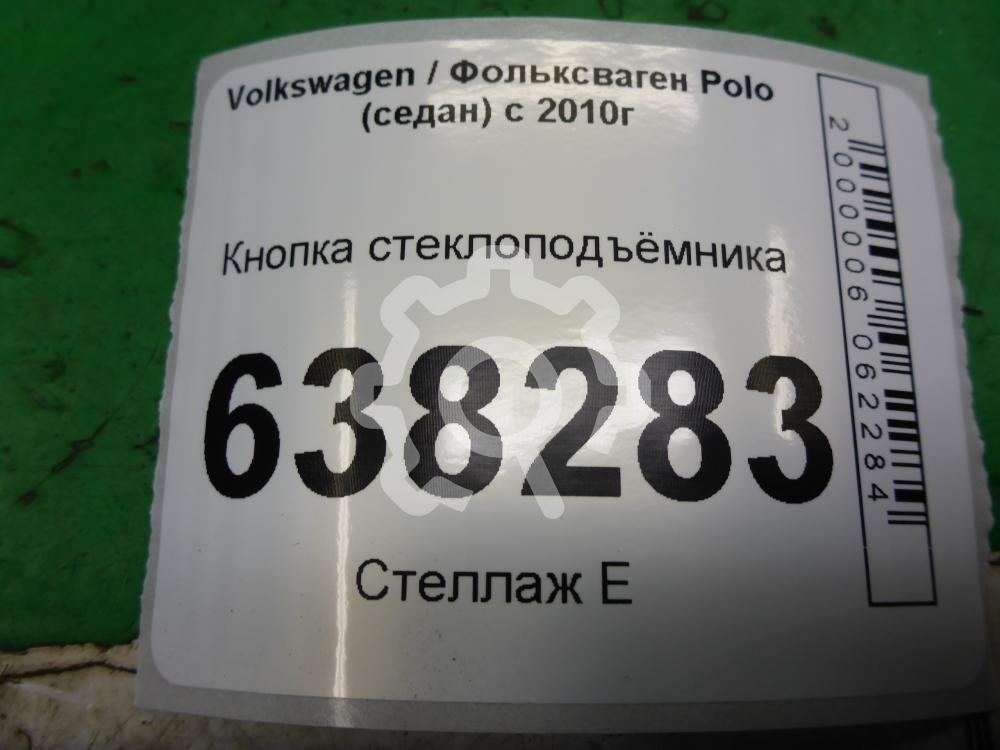 Volkswagen / Фольксваген Polo
(седан) с 2010г
Кнопка стеклоподъёмника
638283
Стеллаж Е
2000006062284